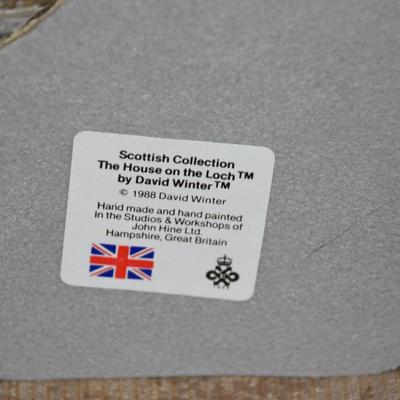 Scottish Collection
The House on the Loch™
by David Winter™
© 1988 David Winter
Hand made and hand painted
in the Studios & Workshops of
John Hine Ltd.
Hampshire, Great Britain